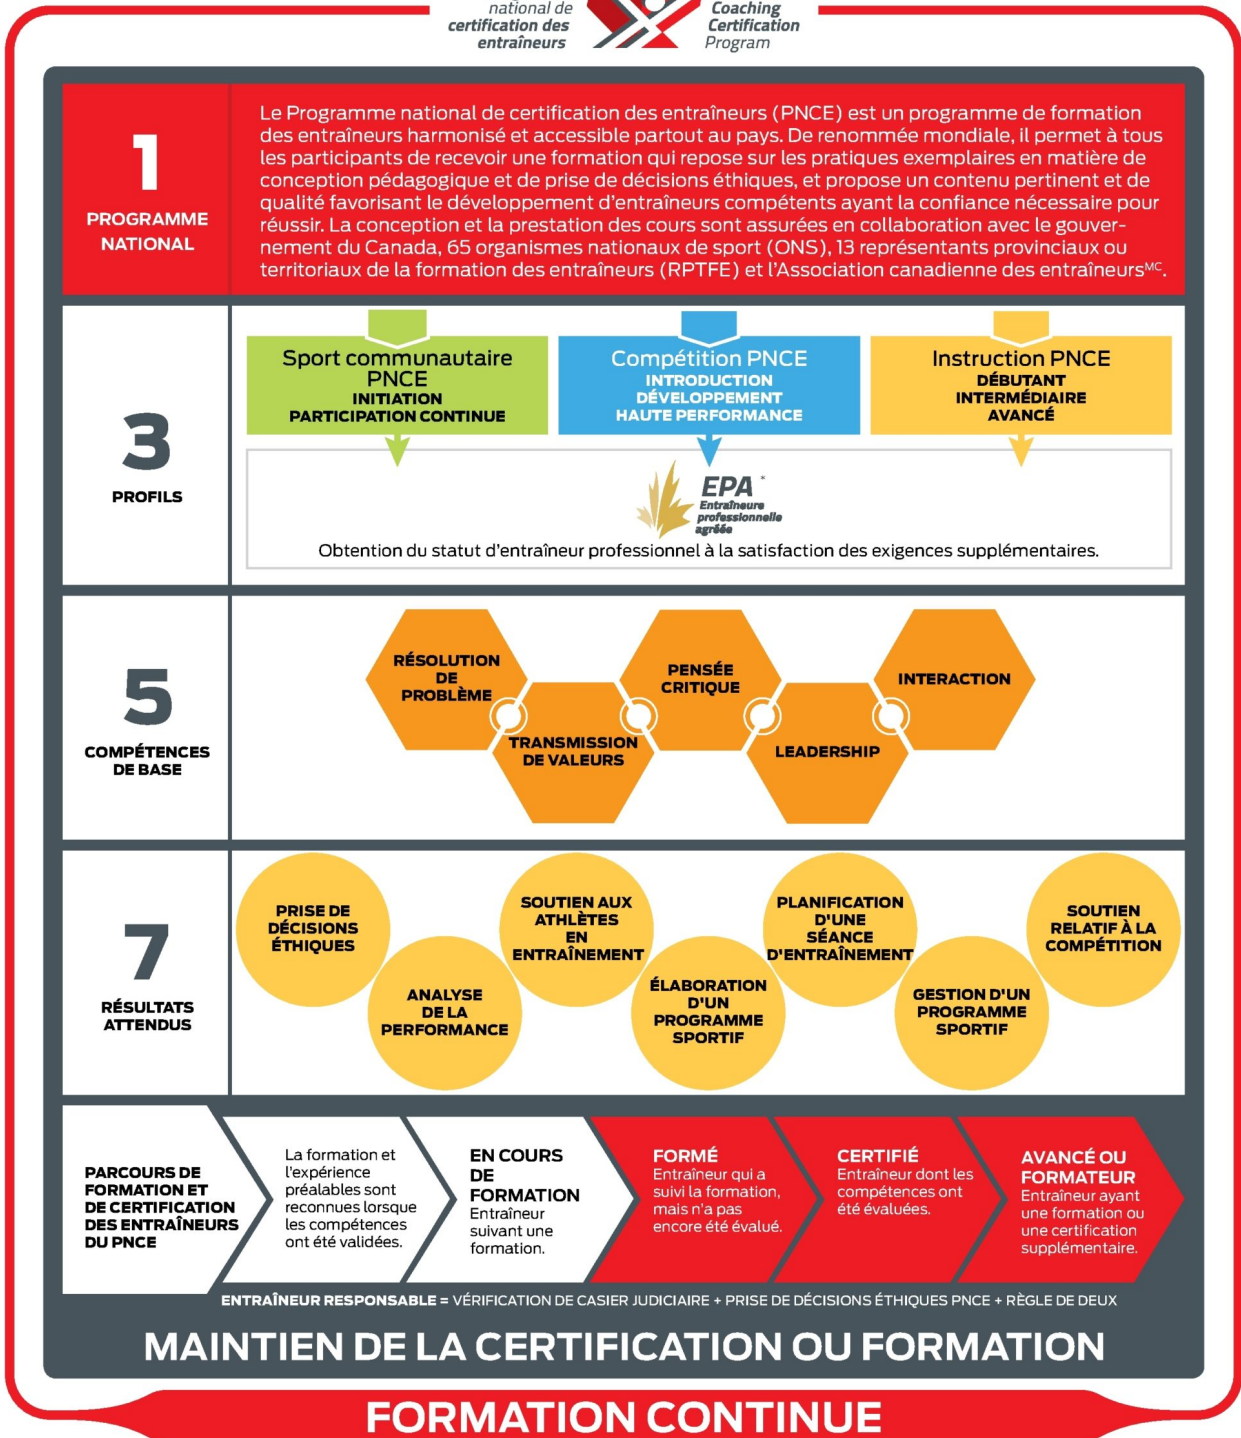 national de
certification des
entraîneurs
Coaching
Certification
Program
1
PROGRAMME
NATIONAL
Le Programme national de certification des entraîneurs (PNCE) est un programme de formation
des entraîneurs harmonisé et accessible partout au pays. De renommée mondiale, il permet à tous
les participants de recevoir une formation qui repose sur les pratiques exemplaires en matière de
conception pédagogique et de prise de décisions éthiques, et propose un contenu pertinent et de
qualité favorisant le développement d'entraîneurs compétents ayant la confiance nécessaire pour
réussir. La conception et la prestation des cours sont assurées en collaboration avec le gouver-
nement du Canada, 65 organismes nationaux de sport (ONS), 13 représentants provinciaux ou
territoriaux de la formation des entraîneurs (RPTFE) et l'Association canadienne des entraîneursMC.
3
PROFILS
Sport communautaire
PNCE
INITIATION
PARTICIPATION CONTINUE
Compétition PNCE
INTRODUCTION
DÉVELOPPEMENT
HAUTE PERFORMANCE
Instruction PNCE
DÉBUTANT
INTERMÉDIAIRE
AVANCÉ
EPA*
Entraîneure
professionnelle
agréée
Obtention du statut d'entraîneur professionnel à la satisfaction des exigences supplémentaires.
5
COMPÉTENCES
DE BASE
RÉSOLUTION
DE
PROBLÈME
TRANSMISSION
DE VALEURS
PENSÉE
CRITIQUE
LEADERSHIP
INTERACTION
7
RÉSULTATS
ATTENDUS
PRISE DE
DÉCISIONS
ÉTHIQUES
ANALYSE
DE LA
PERFORMANCE
SOUTIEN AUX
ATHLÈTES
EN
ENTRAÎNEMENT
ÉLABORATION
D'UN
PROGRAMME
SPORTIF
PLANIFICATION
D'UNE
SÉANCE
D'ENTRAÎNEMENT
GESTION D'UN
PROGRAMME
SPORTIF
SOUTIEN
RELATIF À LA
COMPÉTITION
PARCOURS DE
FORMATION ET
DE CERTIFICATION
DES ENTRAÎNEURS
DU PNCE
La formation et
l'expérience
préalables sont
reconnues lorsque
les compétences
ont été validées.
EN COURS
DE
FORMATION
Entraîneur
suivant une
formation.
FORMÉ
Entraîneur qui a
suivi la formation,
mais n'a pas
encore été évalué.
CERTIFIÉ
Entraîneur dont les
compétences ont
été évaluées.
AVANCÉ OU
FORMATEUR
Entraîneur ayant
une formation ou
une certification
supplémentaire.
ENTRAÎNEUR RESPONSABLE = VÉRIFICATION DE CASIER JUDICIAIRE + PRISE DE DÉCISIONS ÉTHIQUES PNCE + RÈGLE DE DEUX
MAINTIEN DE LA CERTIFICATION OU FORMATION
FORMATION CONTINUE